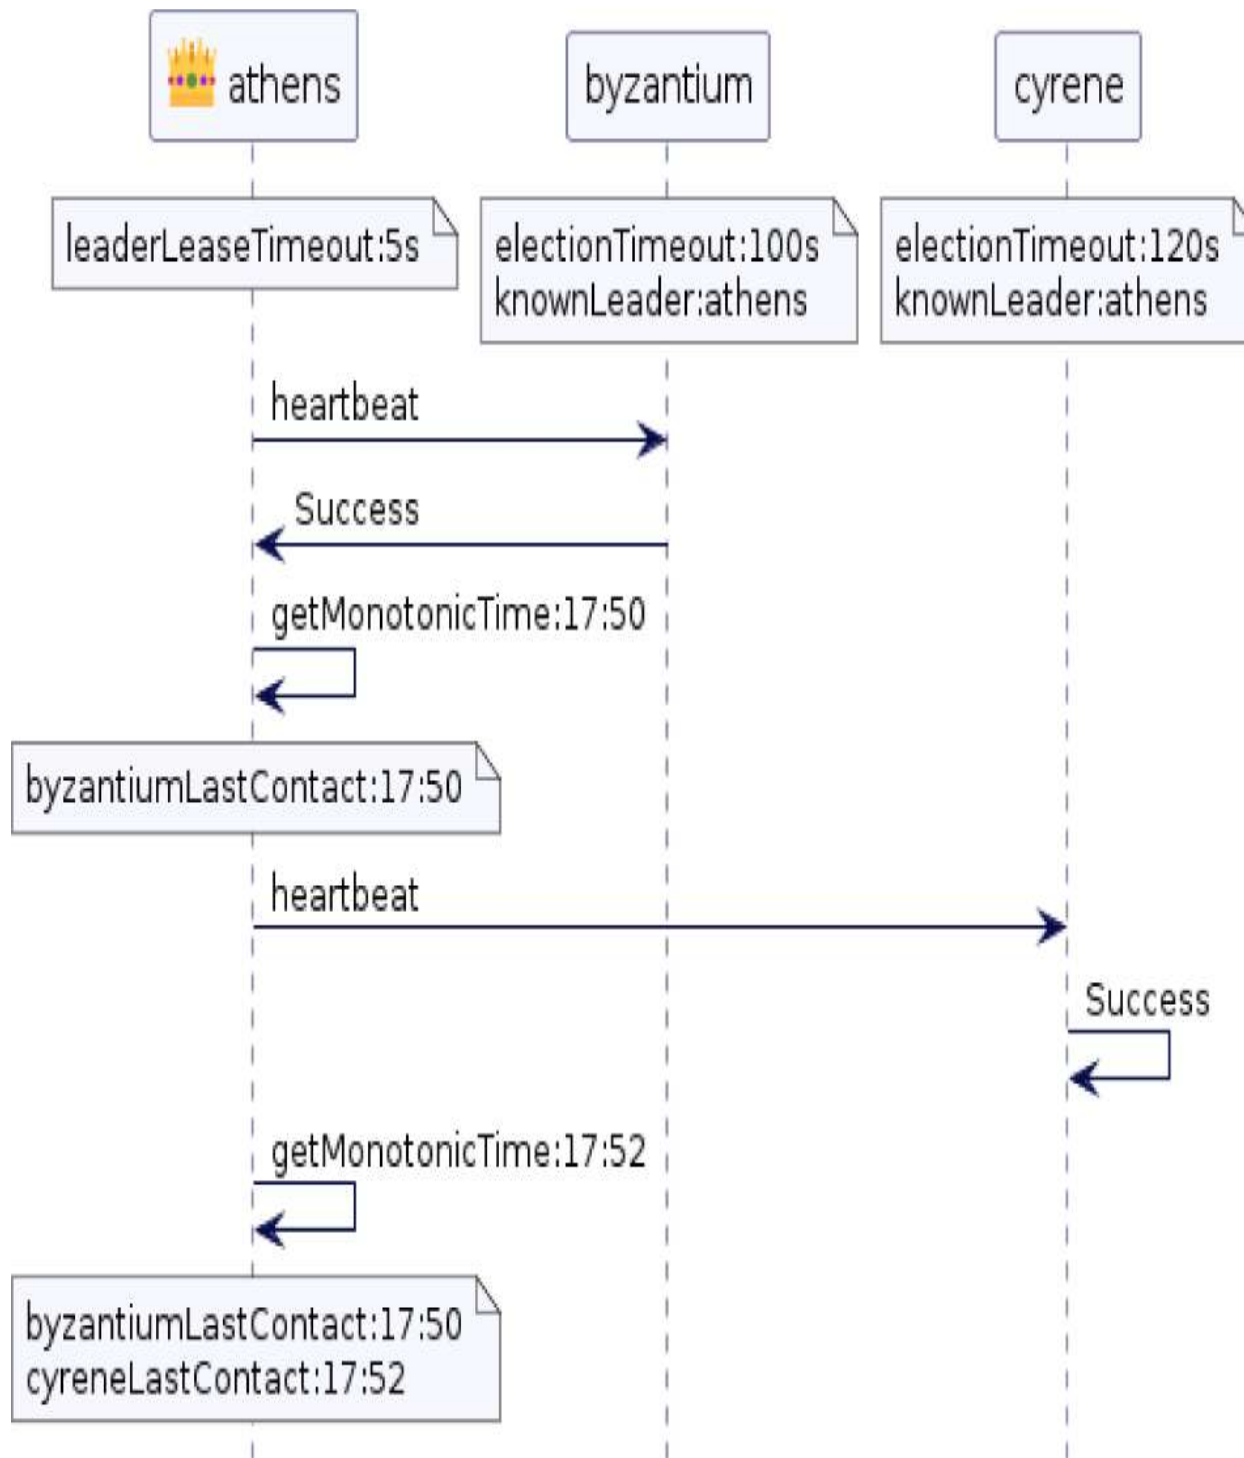 athens
byzantium
cyrene
leaderLeaseTimeout:5s
electionTimeout:100s
knownLeader:athens
electionTimeout:120s
knownLeader:athens
heartbeat
Success
getMonotonicTime:17:50
byzantiumLastContact:17:50
heartbeat
Success
getMonotonicTime:17:52
byzantiumLastContact:17:50
cyreneLastContact:17:52